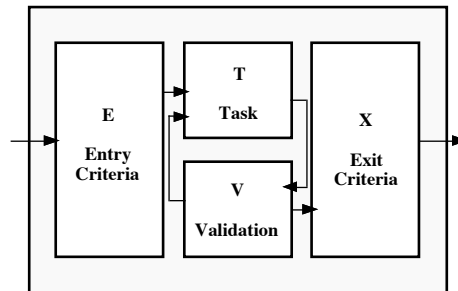 E
Entry
Criteria
T
Task
V
Validation
X
Exit
Criteria